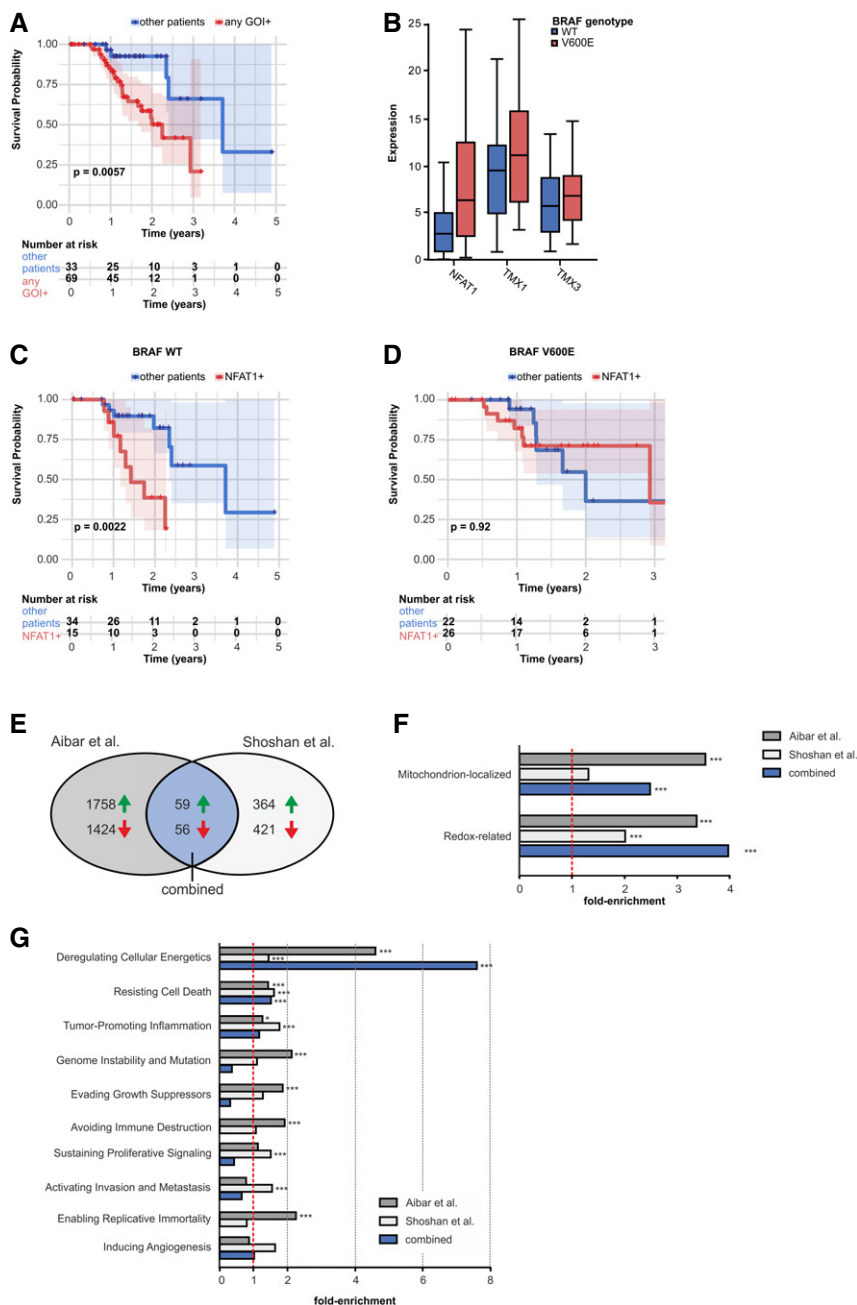 A
other patients any GOI+
Survival Probability
1.00
0.75
0.50
0.25
0.00
p = 0.0057
0 1 2 3 4 5
Time (years)
Number at risk
other patients 33 25 10 3 1 0
any GOI+ 69 45 12 1 0 0
0 1 2 3 4 5
Time (years)
B
BRAF genotype
WT
V600E
Expression
25
20
15
10
5
0
NFAT1 TMX1 TMX3
C
BRAF WT
other patients NFAT1+
Survival Probability
1.00
0.75
0.50
0.25
0.00
p = 0.0022
0 1 2 3 4 5
Time (years)
Number at risk
other patients 34 26 11 2 1 0
NFAT1+ 15 10 3 0 0 0
0 1 2 3 4 5
Time (years)
D
BRAF V600E
other patients NFAT1+
Survival Probability
1.00
0.75
0.50
0.25
0.00
p = 0.92
0 1 2 3
Time (years)
Number at risk
other patients 22 14 2 1
NFAT1+ 26 17 6 1
0 1 2 3
Time (years)
E
Aibar et al. Shoshan et al.
1758 59 364
1424 56 421
combined
F
Aibar et al.
Shoshan et al.
combined
Mitochondrion-localized
***
***
Redox-related
***
***
***
0 1 2 3 4
fold-enrichment
G
Deregulating Cellular Energetics
***
***
***
Resisting Cell Death
***
***
***
Tumor-Promoting Inflammation
*
***
Genome Instability and Mutation
***
Evading Growth Suppressors
***
Avoiding Immune Destruction
***
Sustaining Proliferative Signaling
***
Activating Invasion and Metastasis
***
Enabling Replicative Immortality
***
Inducing Angiogenesis
Aibar et al.
Shoshan et al.
combined
0 1 2 4 6 8
fold-enrichment